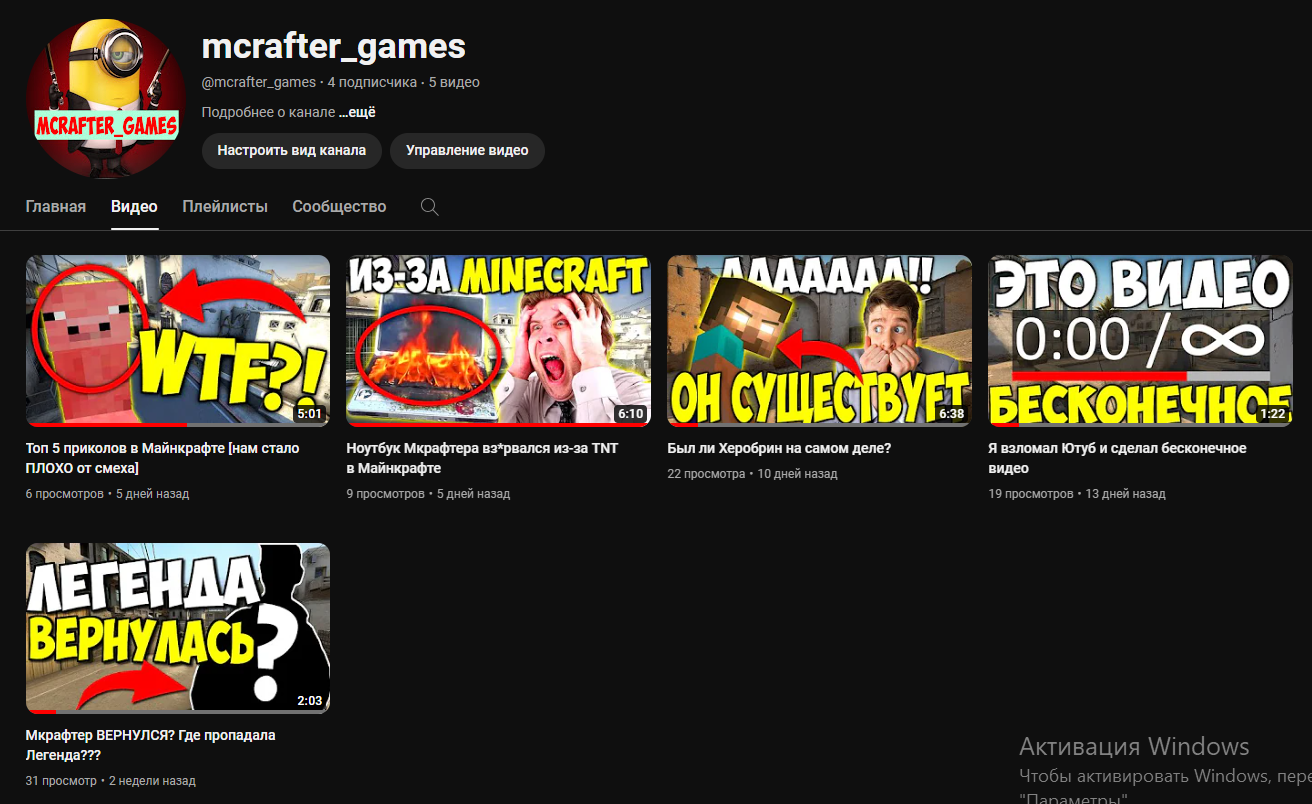 mcrafter_games
MCRAFTER_GAMES
@mcrafter_games · 4 подписчика · 5 видео
Подробнее о канале ...ещё
Настроить вид канала
Управление видео
Главная
Видео
Плейлисты
Сообщество
WTF?!
5:01
Топ 5 приколов в Майнкрафте [нам стало
ПЛОХО от смеха]
6 просмотров • 5 дней назад
ИЗ-ЗА MINECRAFT
6:10
Ноутбук Мкрафтера вз*рвался из-за TNT
в Майнкрафте
9 просмотров • 5 дней назад
ААААААА!!
ОН СУЩЕСТВУЕТ
6:38
Был ли Херобрин на самом деле?
22 просмотра • 10 дней назад
ЭТО ВИДЕО
0:00 / ∞
БЕСКОНЕЧНОЕ
1:22
Я взломал Ютуб и сделал бесконечное
видео
19 просмотров • 13 дней назад
ЛЕГЕНДА
ВЕРНУЛАСЬ?
2:03
Мкрафтер ВЕРНУЛСЯ? Где пропадала
Легенда???
31 просмотр • 2 недели назад
Активация Windows
Чтобы активировать Windows, пере
"Параметры"